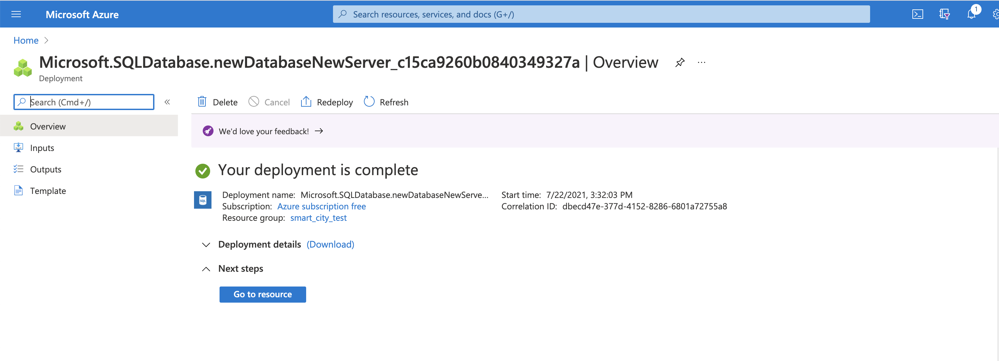 Microsoft Azure
Search resources, services, and docs (G+/)
1
Home
Microsoft.SQLDatabase.newDatabaseNewServer_c15ca9260b0840349327a | Overview
Deployment
Search (Cmd+/)
Delete
Cancel
Redeploy
Refresh
Overview
Inputs
Outputs
Template
We'd love your feedback!
Your deployment is complete
SQL
Deployment name: Microsoft.SQLDatabase.newDatabaseNewServe...
Subscription: Azure subscription free
Resource group: smart_city_test
Start time: 7/22/2021, 3:32:03 PM
Correlation ID: dbecd47e-377d-4152-8286-6801a72755a8
Deployment details (Download)
Next steps
Go to resource